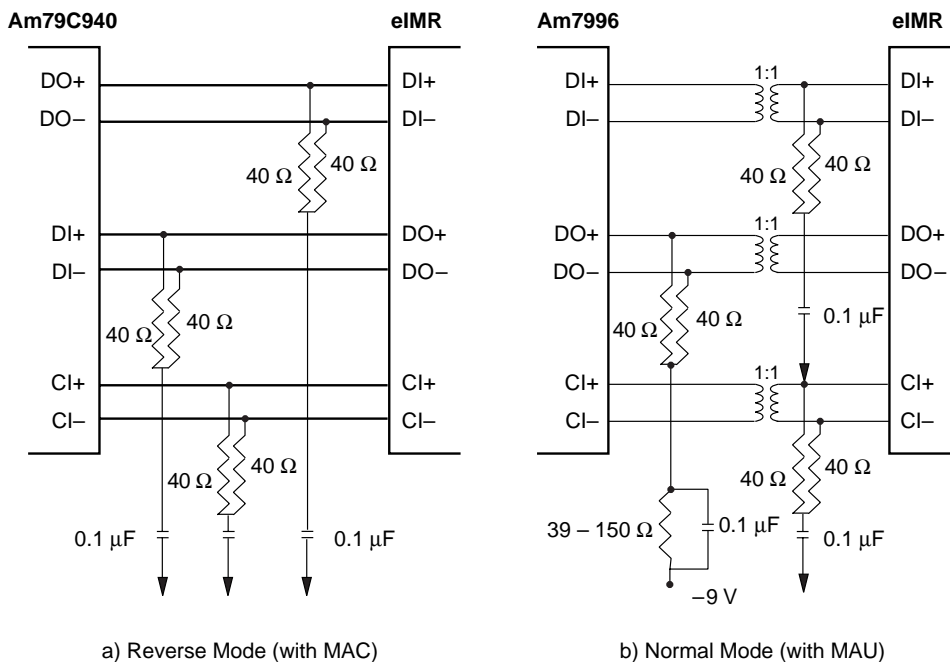 Am79C940
eIMR
DO+
DI+
DO–
DI–
40 Ω
40 Ω
DI+
DO+
DI–
DO–
40 Ω
40 Ω
CI+
CI+
CI–
CI–
40 Ω
40 Ω
0.1 µF
0.1 µF
a) Reverse Mode (with MAC)
Am7996
eIMR
1:1
DI+
DI+
DI–
DI–
40 Ω
40 Ω
1:1
DO+
DO+
DO–
DO–
40 Ω
40 Ω
0.1 µF
1:1
CI+
CI+
CI–
CI–
40 Ω
40 Ω
39 – 150 Ω
0.1 µF
0.1 µF
–9 V
b) Normal Mode (with MAU)